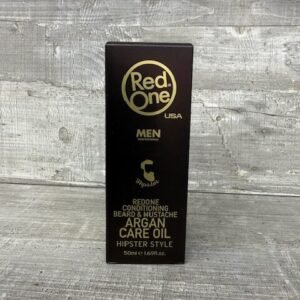 Red
One
USA
MEN
REDONE
CONDITIONING
BEARD & MUSTACHE
ARGAN
CARE OIL
HIPSTER STYLE
50ml e 1.69fl.oz.